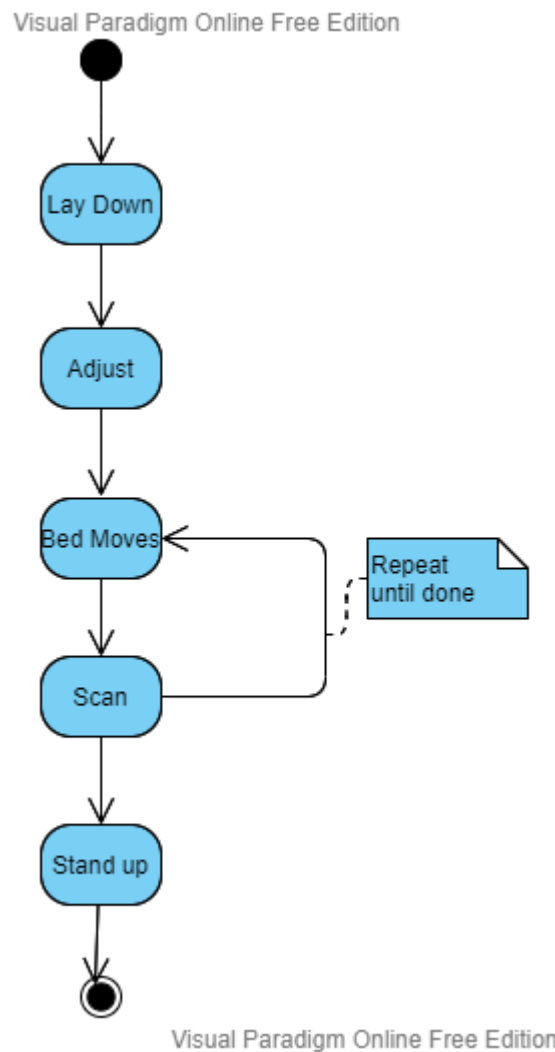 Visual Paradigm Online Free Edition
Lay Down
Adjust
Bed Moves
Repeat
until done
Scan
Stand up
Visual Paradigm Online Free Edition